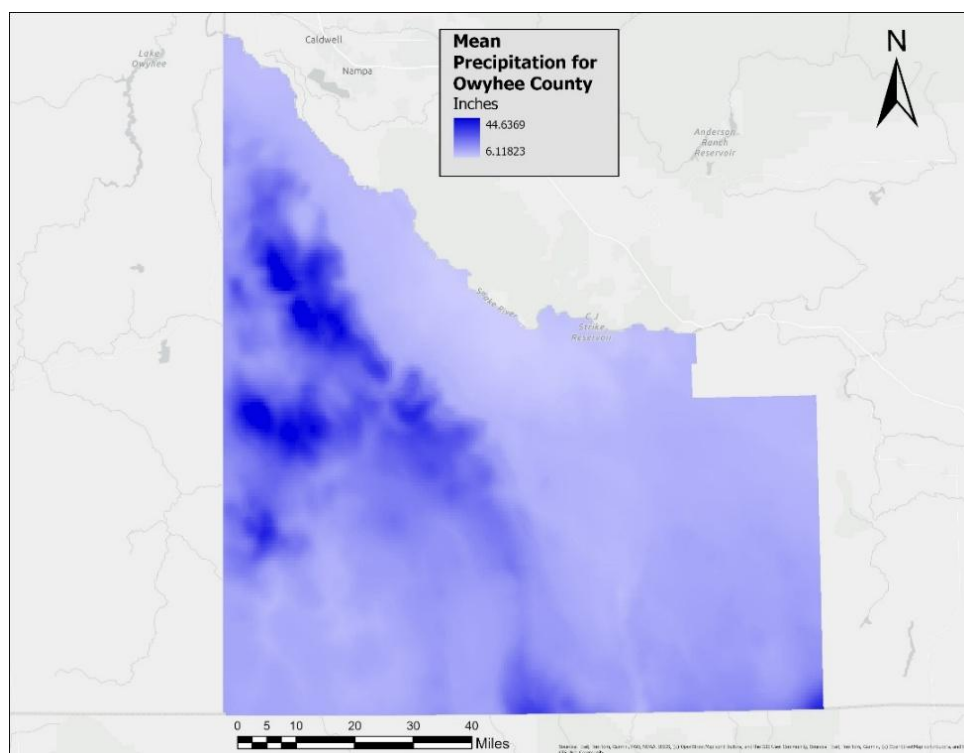 Caldwell
Nampa
Lake
Owyhee
Mean
Precipitation for
Owyhee County
Inches
44.6369
6.11823
N
Anderson
Ranch
Reservoir
Snake River
C J
Strike
Reservoir
0 5 10 20 30 40
Miles